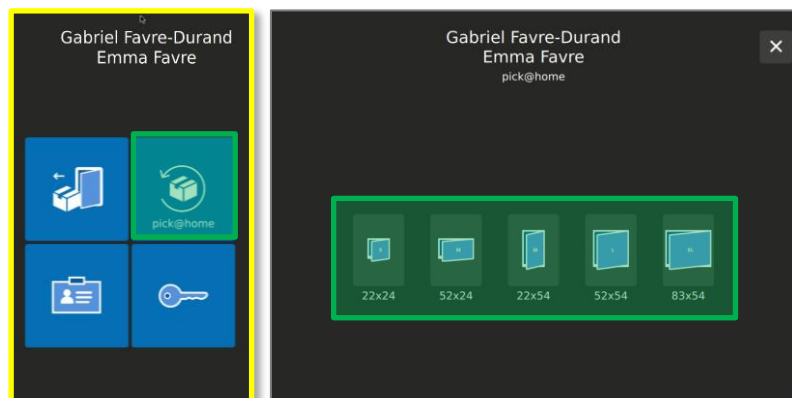 Gabriel Favre-Durand
Emma Favre
pick@home
Gabriel Favre-Durand
Emma Favre
pick@home
S
M
M
L
XL
22x24
52x24
22x54
52x54
83x54